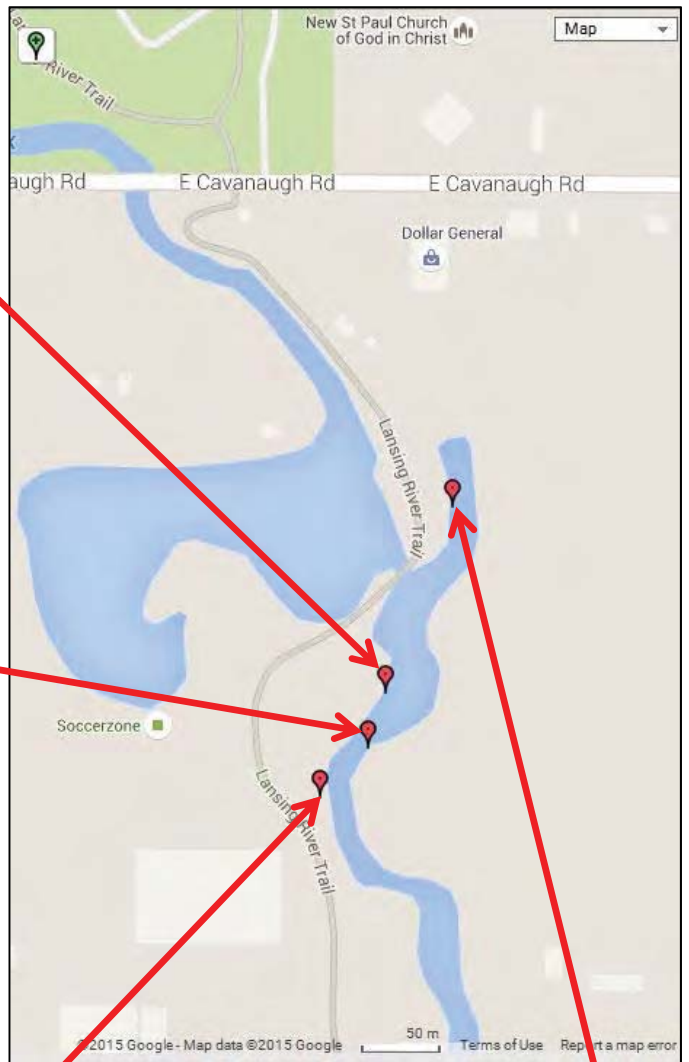 New St Paul Church
of God in Christ
Map
River Trail
augh Rd
E Cavanaugh Rd
E Cavanaugh Rd
Dollar General
Lansing River Trail
Soccerzone
Lansing River Trail
©2015 Google - Map data ©2015 Google
50 m
Terms of Use
Report a map error